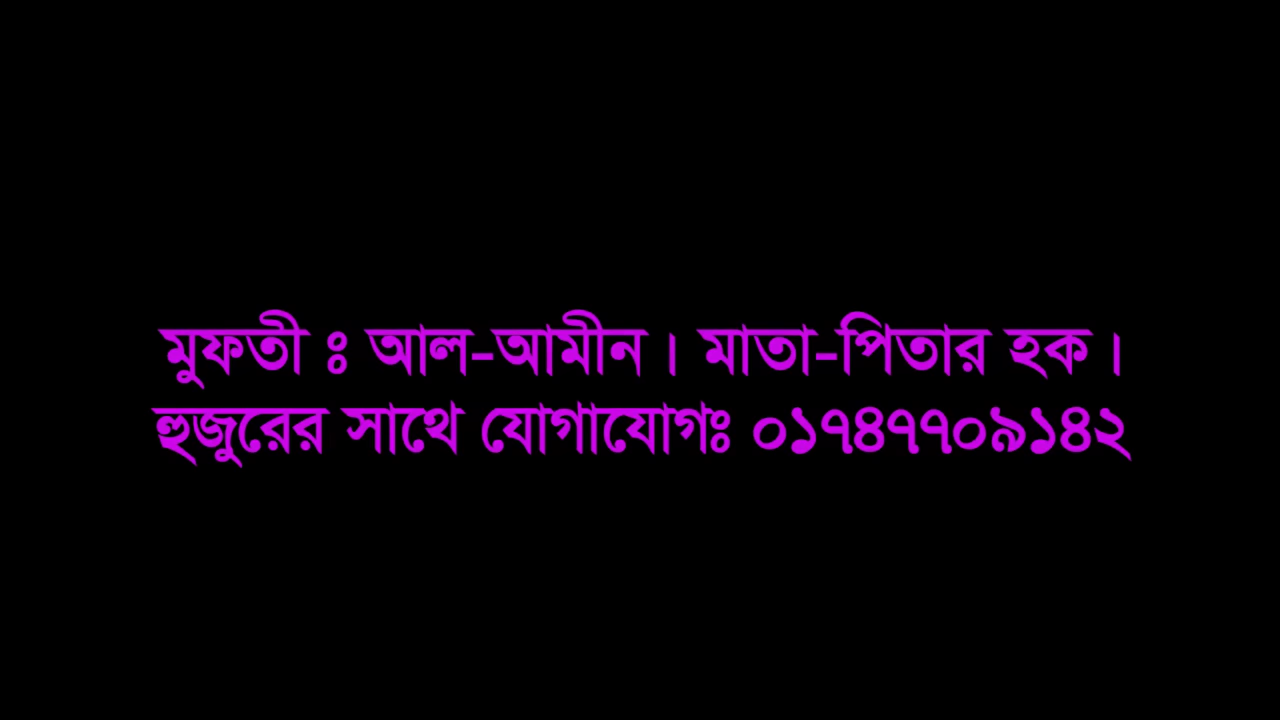 মুফতী ঃ আল-আমীন । মাতা-পিতার হক ।
হুজুরের সাথে যোগাযোগঃ ০১৭৪৭৭০৯১৪২